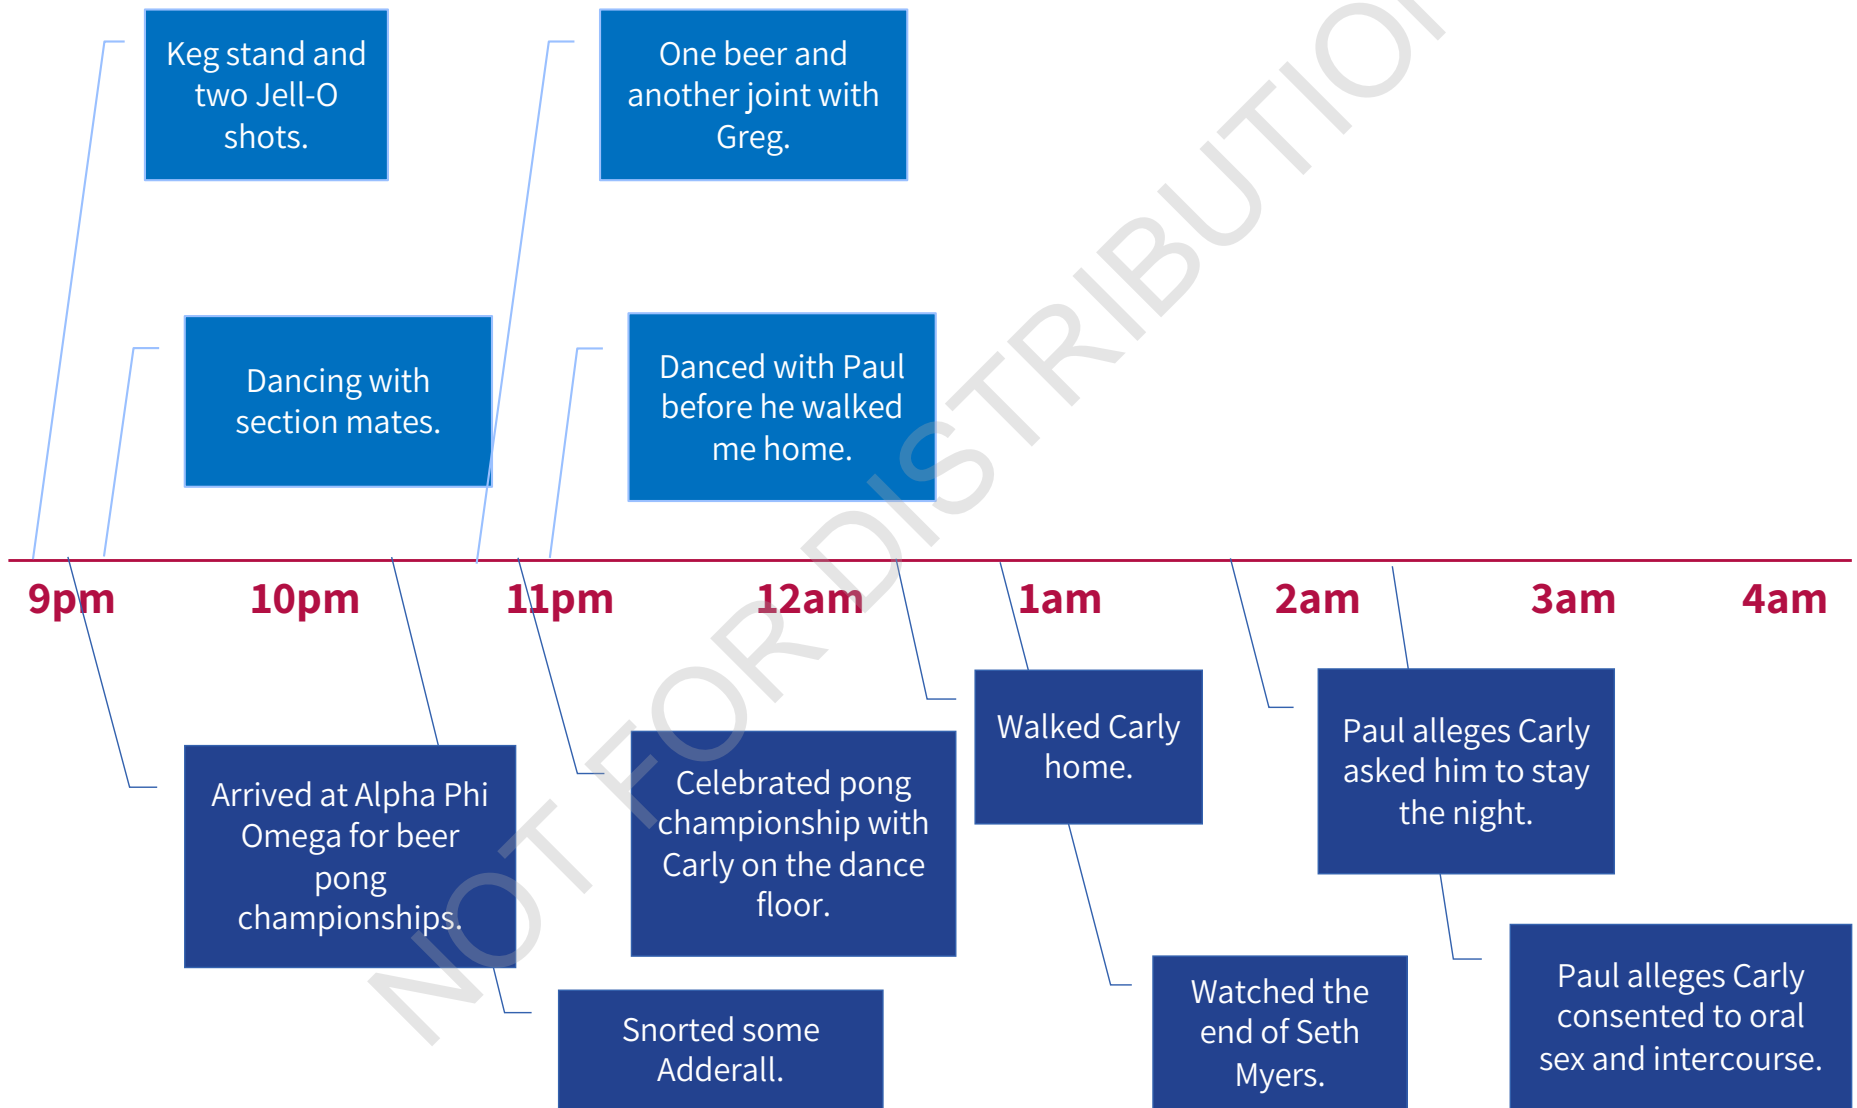 Keg stand and
two Jell-O
shots.
One beer and
another joint with
Greg.
Dancing with
section mates.
Danced with Paul
before he walked
me home.
9pm
10pm
11pm
12am
1am
2am
3am
4am
Arrived at Alpha Phi
Omega for beer
pong
championships.
Snorted some
Adderall.
Celebrated pong
championship with
Carly on the dance
floor.
Walked Carly
home.
Watched the
end of Seth
Myers.
Paul alleges Carly
asked him to stay
the night.
Paul alleges Carly
consented to oral
sex and intercourse.
NOT FOR DISTRIBUTION